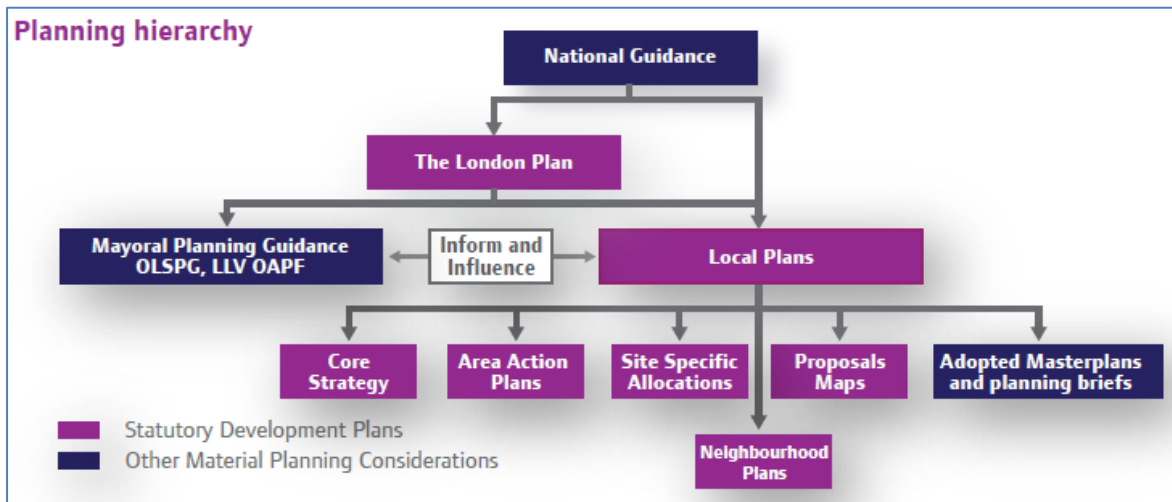 Planning hierarchy
National Guidance
The London Plan
Mayoral Planning Guidance
OLSPG, LLV OAPF
Inform and
Influence
Local Plans
Core
Strategy
Area Action
Plans
Site Specific
Allocations
Proposals
Maps
Adopted Masterplans
and planning briefs
Neighbourhood
Plans
Statutory Development Plans
Other Material Planning Considerations